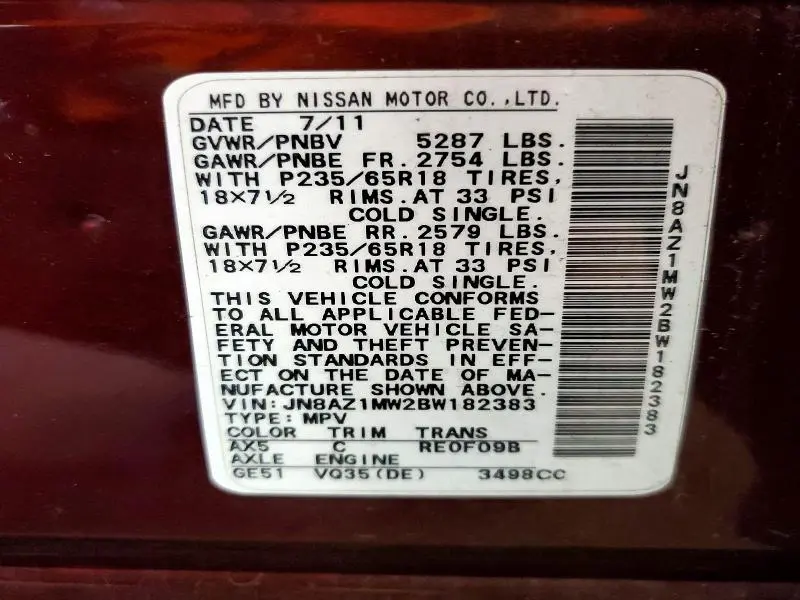 MFD BY NISSAN MOTOR CO.,LTD.
DATE 7/11
GVWR/PNBV 5287 LBS.
GAWR/PNBE FR. 2754 LBS.
WITH P235/65R18 TIRES,
18×7½ RIMS.AT 33 PSI
COLD SINGLE.
GAWR/PNBE RR. 2579 LBS.
WITH P235/65R18 TIRES,
18×7½ RIMS.AT 33 PSI
COLD SINGLE.
THIS VEHICLE CONFORMS
TO ALL APPLICABLE FED-
ERAL MOTOR VEHICLE SA-
FETY AND THEFT PREVEN-
TION STANDARDS IN EFF-
ECT ON THE DATE OF MA-
NUFACTURE SHOWN ABOVE.
VIN:JN8AZ1MW2BW182383
TYPE:MPV
COLOR TRIM TRANS
AX5 C RE0F09B
AXLE ENGINE
GE51 VQ35(DE) 3498CC
JN8AZ1MW2BW182383